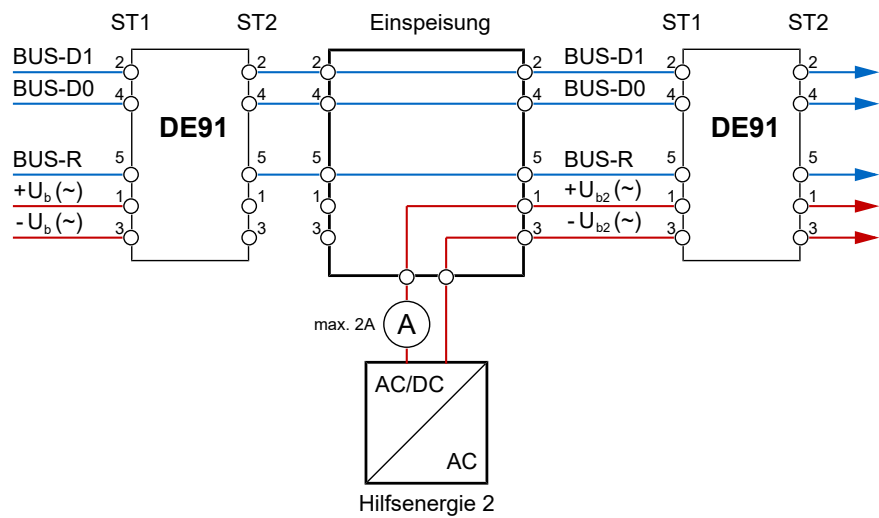 ST1 ST2 Einspeisung ST1 ST2
BUS-D1 2 2 2 2 BUS-D1 2 2
BUS-D0 4 4 4 4 BUS-D0 4 4
DE91 DE91
BUS-R 5 5 5 5 BUS-R 5 5
+Ub (~) 1 1 1 1 +Ub2 (~) 1 1
-Ub (~) 3 3 3 3 -Ub2 (~) 3 3
max. 2A A
AC/DC
AC
Hilfsenergie 2